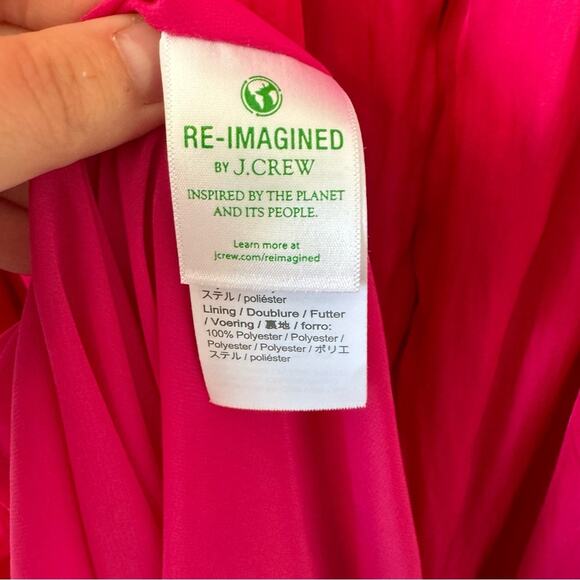 RE-IMAGINED
BY J.CREW
INSPIRED BY THE PLANET
AND ITS PEOPLE.
Learn more at
jcrew.com/reimagined
ステル / poliéster
Lining / Doublure / Futter
/ Voering / 裏地 / forro:
100% Polyester / Polyester /
Polyester / Polyester / ポリエ
ステル / poliéster